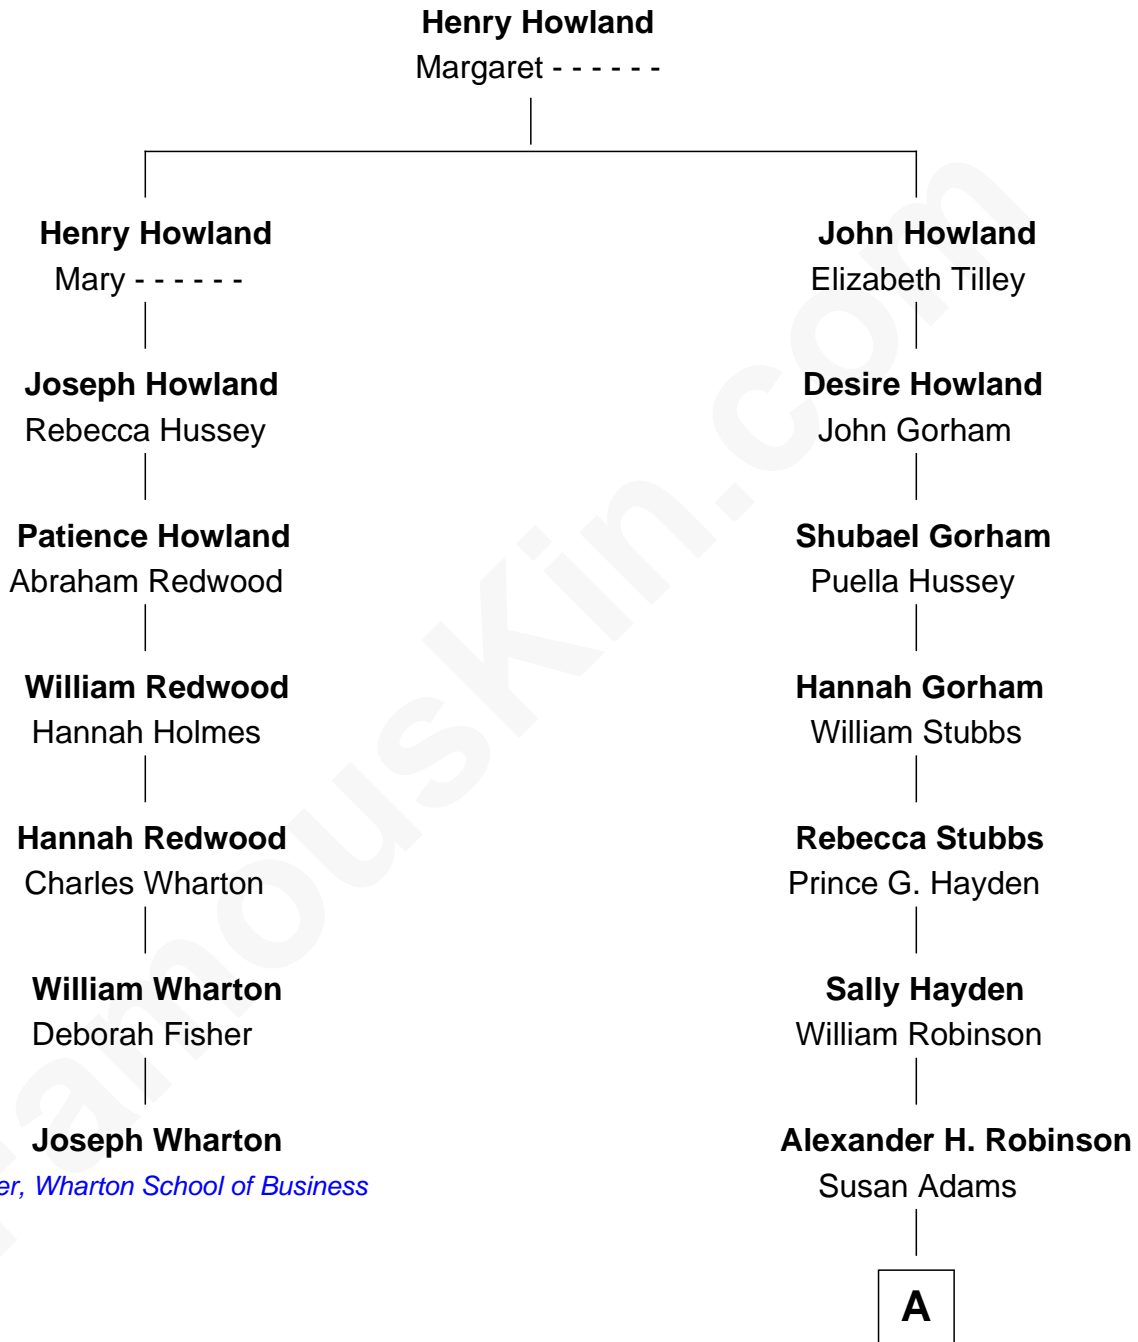 Henry Howland
Margaret - - - - - -
Henry Howland
Mary - - - - - -
Joseph Howland
Rebecca Hussey
Patience Howland
Abraham Redwood
William Redwood
Hannah Holmes
Hannah Redwood
Charles Wharton
William Wharton
Deborah Fisher
Joseph Wharton
Wharton School of Business
John Howland
Elizabeth Tilley
Desire Howland
John Gorham
Shubael Gorham
Puella Hussey
Hannah Gorham
William Stubbs
Rebecca Stubbs
Prince G. Hayden
Sally Hayden
William Robinson
Alexander H. Robinson
Susan Adams
A
FamousKin.com